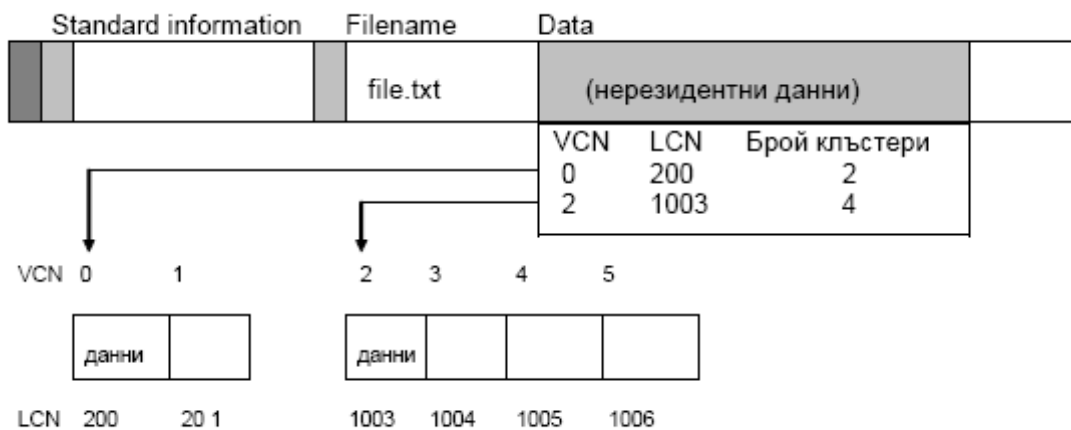 Standard information Filename Data
file.txt (нерезидентни данни)
VCN LCN Брой клъстери
0 200 2
2 1003 4
VCN 0 1 2 3 4 5
данни данни
LCN 200 20 1 1003 1004 1005 1006